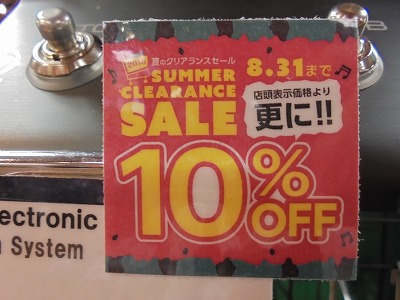 2016
夏のクリアランスセール
SUMMER
CLEARANCE
SALE
8.31まで
店頭表示価格より
更に!!
10%
OFF
ectronic
System